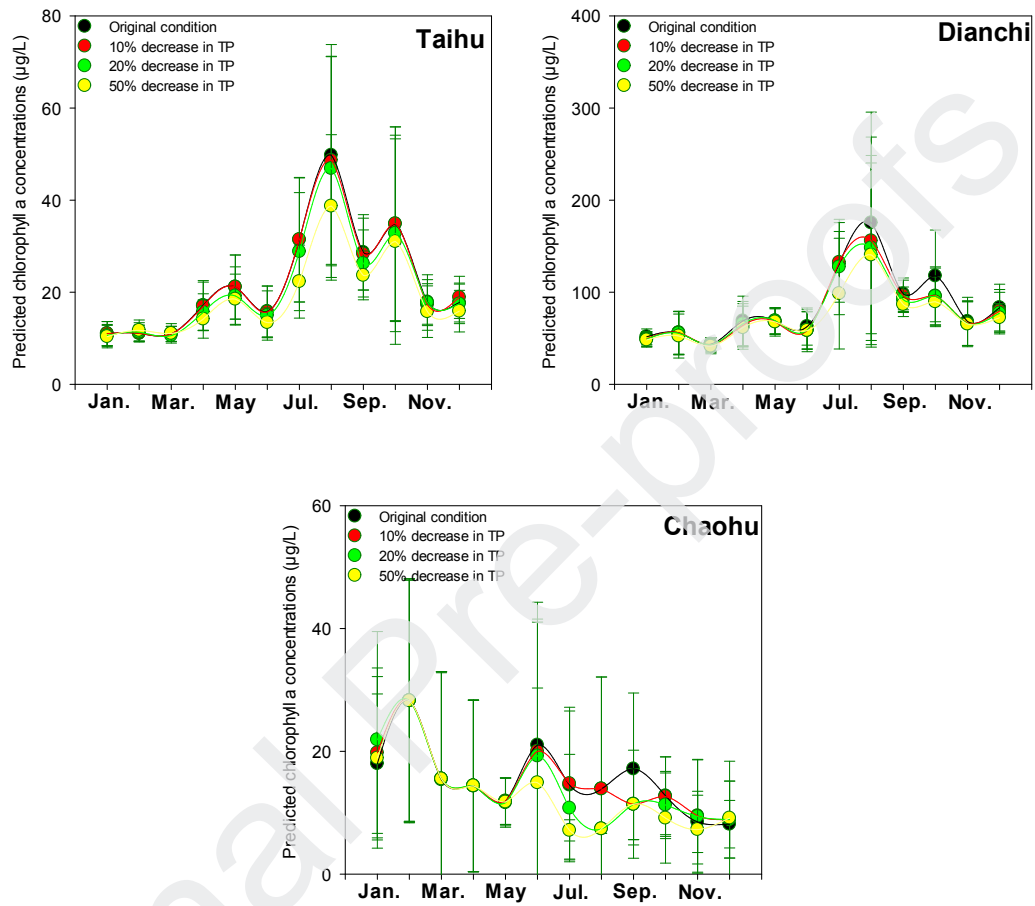 Taihu
Original condition
10% decrease in TP
20% decrease in TP
50% decrease in TP
Predicted chlorophyll a concentrations (µg/L)
80
60
40
20
0
Jan. Mar. May Jul. Sep. Nov.
Dianchi
Original condition
10% decrease in TP
20% decrease in TP
50% decrease in TP
Predicted chlorophyll a concentrations (µg/L)
400
300
200
100
0
Jan. Mar. May Jul. Sep. Nov.
Chaohu
Original condition
10% decrease in TP
20% decrease in TP
50% decrease in TP
Predicted chlorophyll a concentrations (µg/L)
60
40
20
0
Jan. Mar. May Jul. Sep. Nov.
nal Pre-proofs